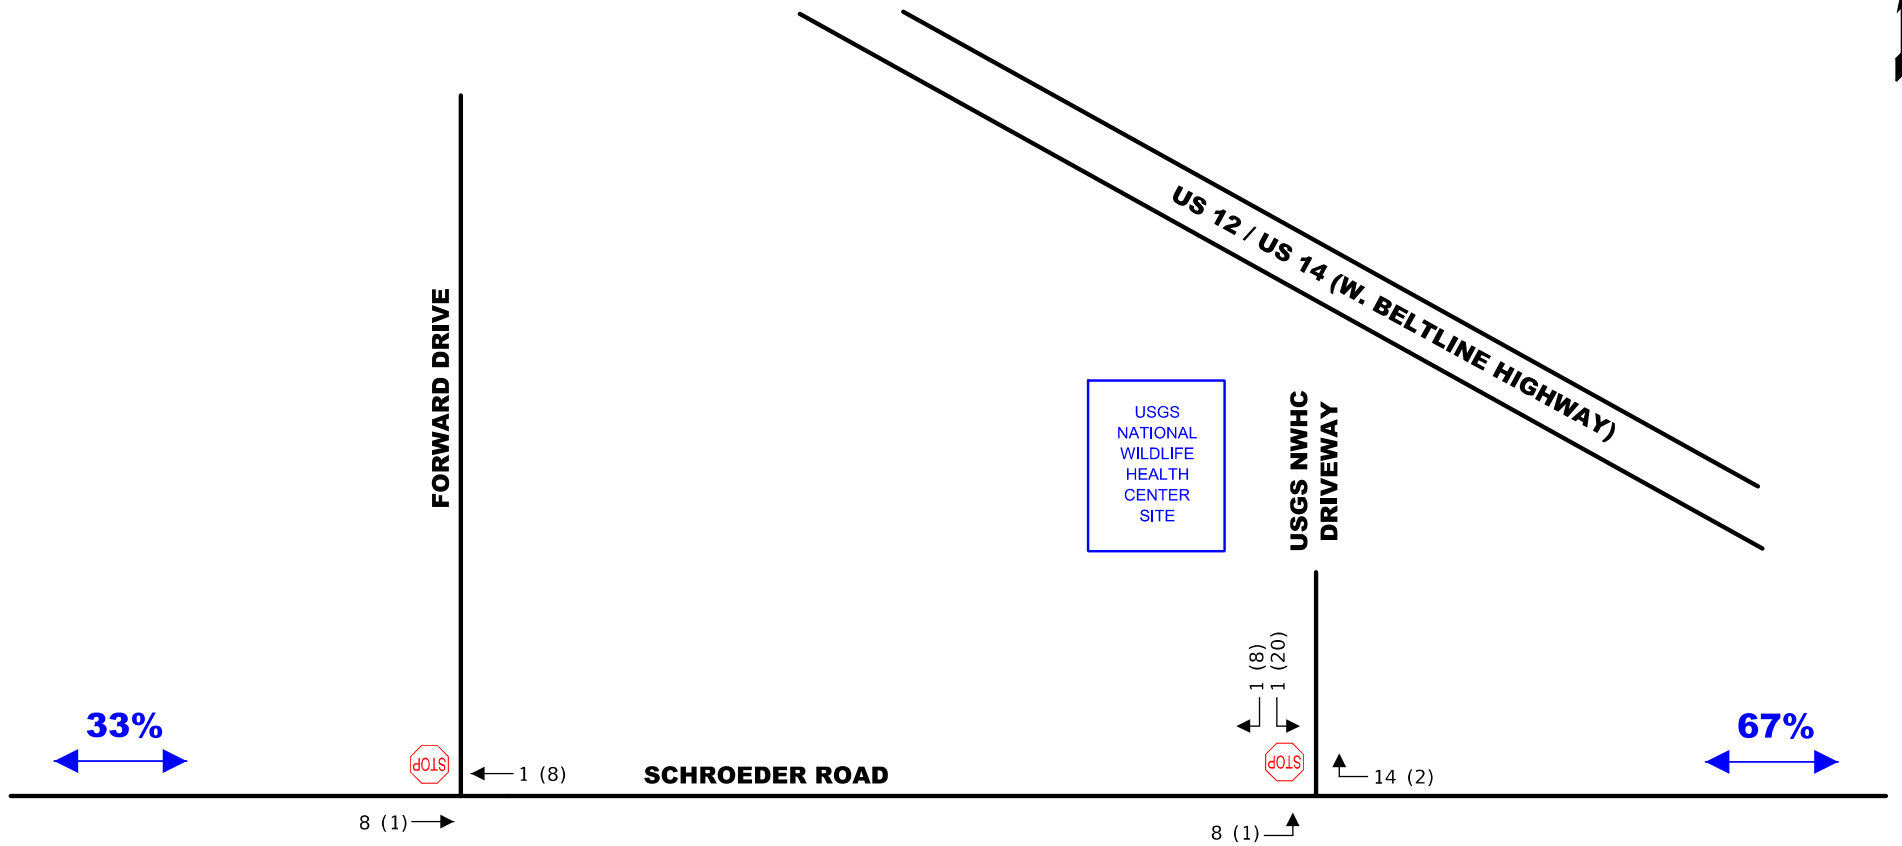 US 12 / US 14 (W. BELTLINE HIGHWAY)
FORWARD DRIVE
USGS
NATIONAL
WILDLIFE
HEALTH
CENTER
SITE
USGS NWHC
DRIVEWAY
1 (8)
1 (20)
33%
67%
STOP
STOP
1 (8)
SCHROEDER ROAD
14 (2)
8 (1)
8 (1)